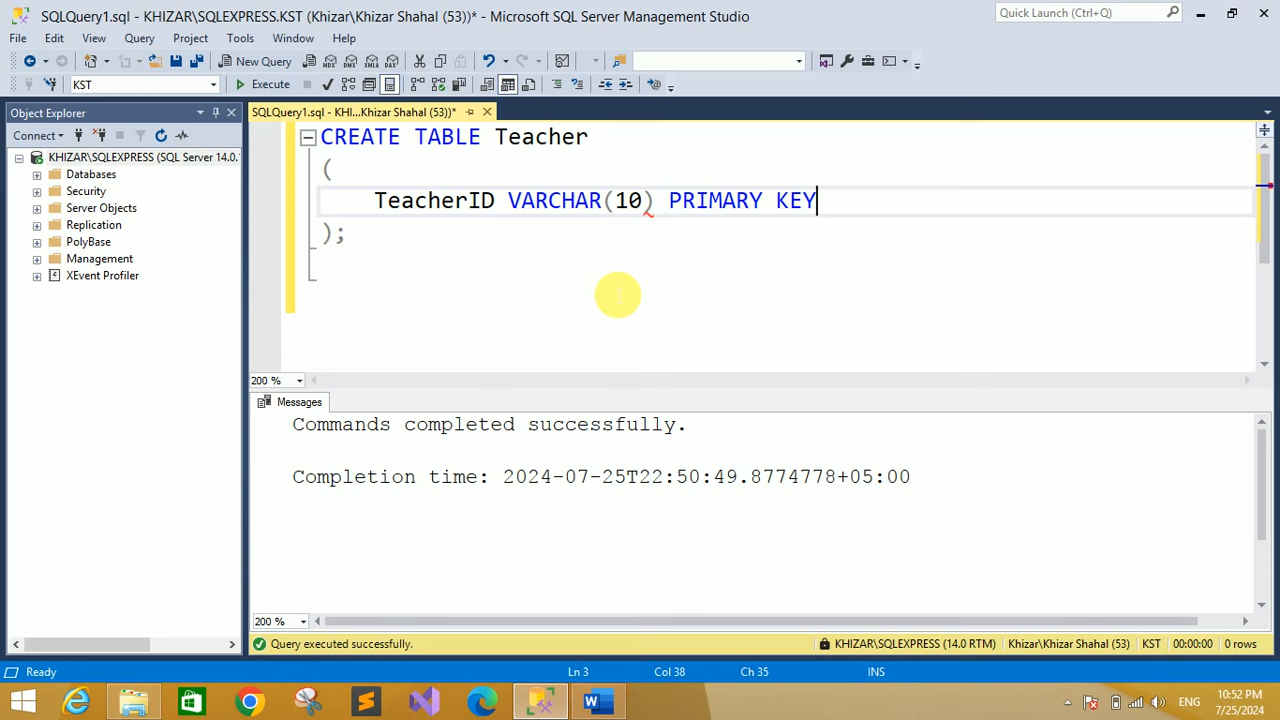 SQLQuery1.sql - KHIZAR\SQLEXPRESS.KST (Khizar\Khizar Shahal (53))* - Microsoft SQL Server Management Studio
Quick Launch (Ctrl+Q)
File Edit View Query Project Tools Window Help
New Query
MDX DMX XMLA DAX
KST
Execute
Object Explorer
SQLQuery1.sql - KHI...Khizar Shahal (53))*
Connect
KHIZAR\SQLEXPRESS (SQL Server 14.0.
Databases
Security
Server Objects
Replication
PolyBase
Management
XEvent Profiler
CREATE TABLE Teacher
(
TeacherID VARCHAR(10) PRIMARY KEY
);
200 %
Messages
Commands completed successfully.
Completion time: 2024-07-25T22:50:49.8774778+05:00
200 %
Query executed successfully.
KHIZAR\SQLEXPRESS (14.0 RTM)
Khizar\Khizar Shahal (53)
KST
00:00:00
0 rows
Ready
Ln 3
Col 38
Ch 35
INS
ENG
10:52 PM
7/25/2024